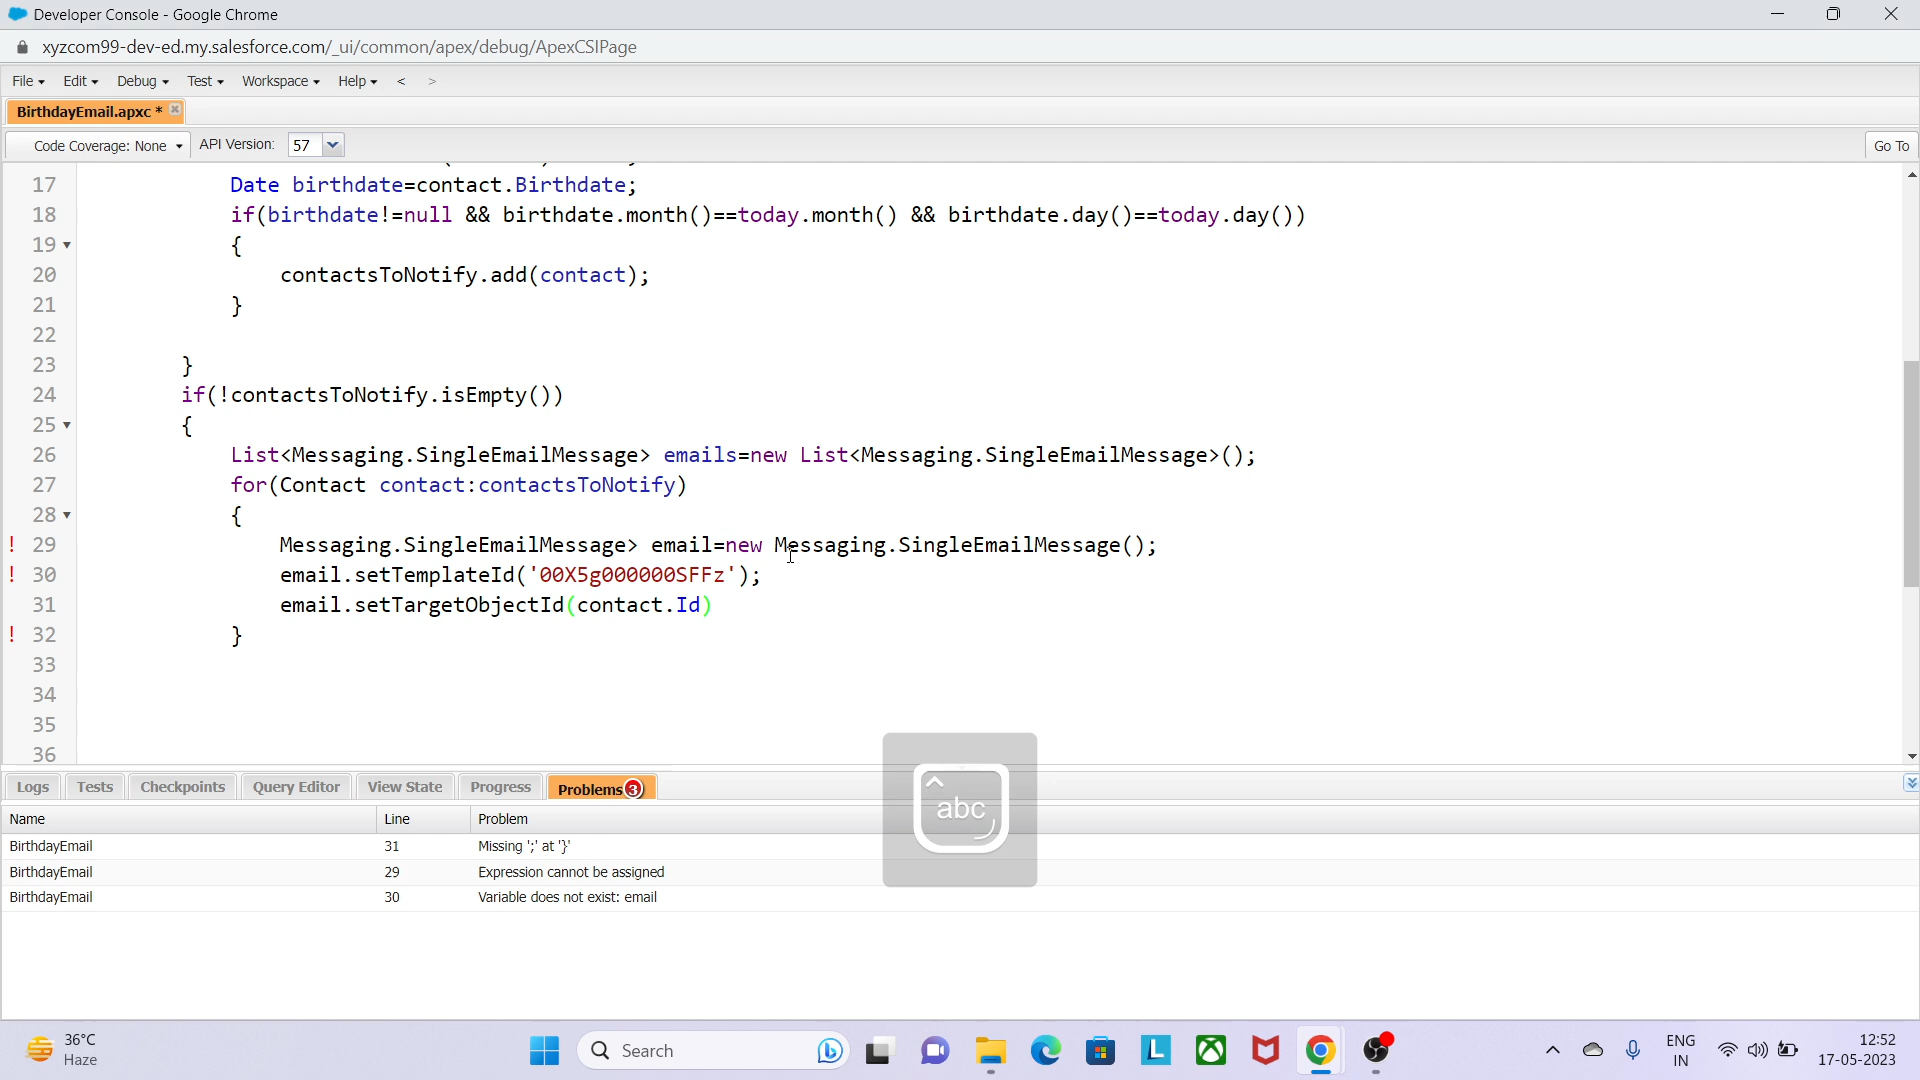 Developer Console - Google Chrome
xyzcom99-dev-ed.my.salesforce.com/_ui/common/apex/debug/ApexCSIPage
File Edit Debug Test Workspace Help < >
BirthdayEmail.apxc *
Code Coverage: None API Version: 57 Go To
17 Date birthdate=contact.Birthdate;
18 if(birthdate!=null && birthdate.month()==today.month() && birthdate.day()==today.day())
19 {
20 contactsToNotify.add(contact);
21 }
22
23 }
24 if(!contactsToNotify.isEmpty())
25 {
26 List<Messaging.SingleEmailMessage> emails=new List<Messaging.SingleEmailMessage>();
27 for(Contact contact:contactsToNotify)
28 {
! 29 Messaging.SingleEmailMessage> email=new Messaging.SingleEmailMessage();
! 30 email.setTemplateId('00X5g000000SFFz');
31 email.setTargetObjectId(contact.Id)
! 32 }
33
34
35
36
abc
Logs Tests Checkpoints Query Editor View State Progress Problems 3
Name Line Problem
BirthdayEmail 31 Missing ';' at '}'
BirthdayEmail 29 Expression cannot be assigned
BirthdayEmail 30 Variable does not exist: email
36°C
Haze
Search
ENG
IN
12:52
17-05-2023